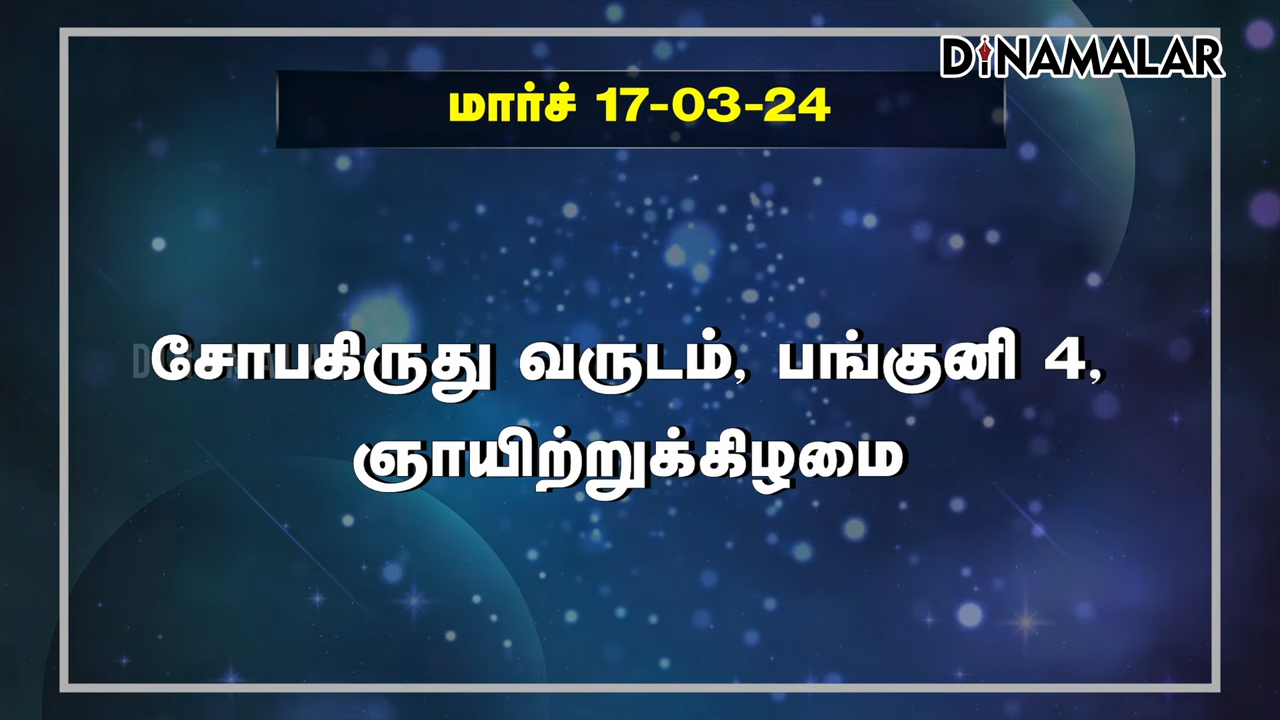 DINAMALAR
மார்ச் 17-03-24
சோபகிருது வருடம், பங்குனி 4,
ஞாயிற்றுக்கிழமை